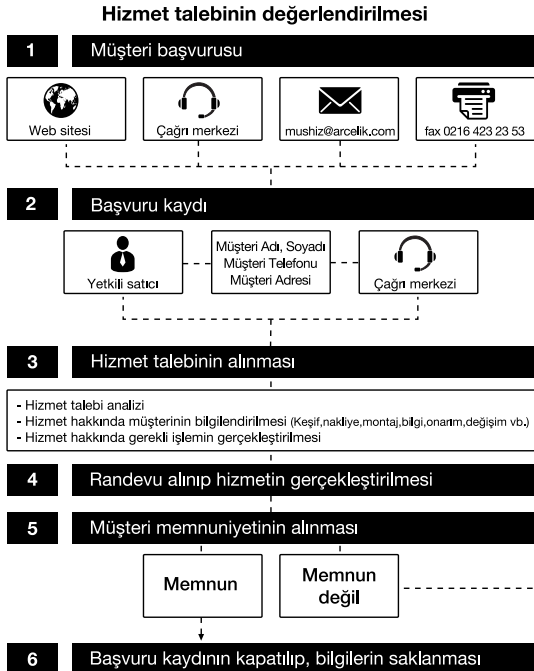 Hizmet talebinin değerlendirilmesi
1 Müşteri başvurusu
Web sitesi
Çağrı merkezi
mushiz@arcelik.com
fax 0216 423 23 53
2 Başvuru kaydı
Yetkili satıcı
Müşteri Adı, Soyadı
Müşteri Telefonu
Müşteri Adresi
Çağrı merkezi
3 Hizmet talebinin alınması
- Hizmet talebi analizi
- Hizmet hakkında müşterinin bilgilendirilmesi (Keşif,nakliye,montaj,bilgi,onarım,değişim vb.)
- Hizmet hakkında gerekli işlemin gerçekleştirilmesi
4 Randevu alınıp hizmetin gerçekleştirilmesi
5 Müşteri memnuniyetinin alınması
Memnun
Memnun
değil
6 Başvuru kaydının kapatılıp, bilgilerin saklanması